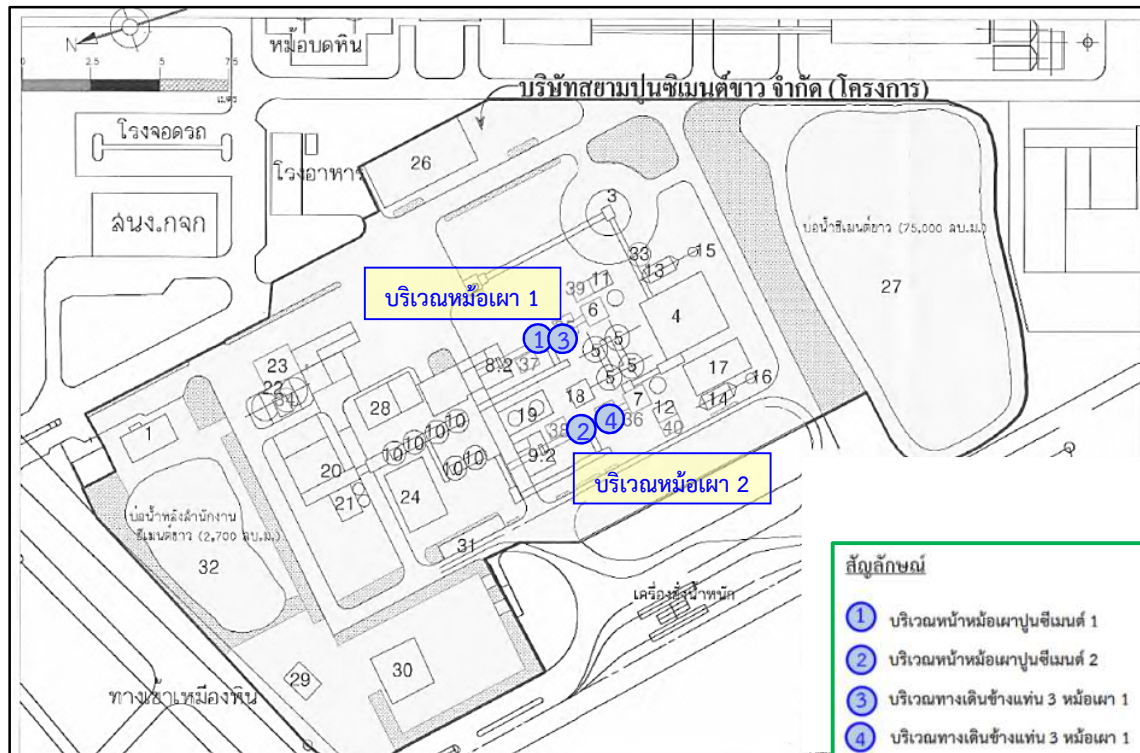 N
หม้อบดหิน
0 2.5 5 7.5
เมตร
บริษัทสยามปูนซิเมนต์ขาว จำกัด (โครงการ)
โรงจอดรถ
โรงอาหาร
26
3
สนง.กจก
บ่อน้ำซีเมนต์ขาว (75,000 ลบ.ม.)
27
33
13
15
บริเวณหม้อเผา 1
39
11
6
4
1
3
5
5
5
5
23
8.2
37
17
16
22
34
28
18
7
14
19
12
36
40
10
10
10
10
10
10
2
4
38
9.2
1
20
24
บริเวณหม้อเผา 2
21
บ่อน้ำหลังสำนักงาน
ซีเมนต์ขาว (2,700 ลบ.ม.)
32
31
เครื่องชั่งน้ำหนัก
29
30
ทางเข้าเหมืองหิน
สัญลักษณ์
1 บริเวณหน้าหม้อเผาปูนซีเมนต์ 1
2 บริเวณหน้าหม้อเผาปูนซีเมนต์ 2
3 บริเวณทางเดินข้างแท่น 3 หม้อเผา 1
4 บริเวณทางเดินข้างแท่น 3 หม้อเผา 1